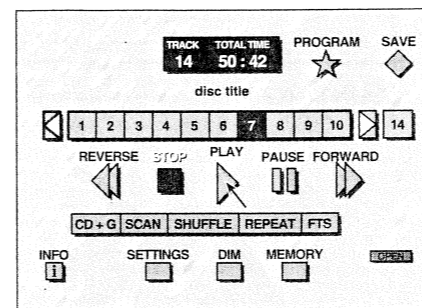 TRACK TOTAL TIME PROGRAM SAVE
14 50:42
disc title
1 2 3 4 5 6 7 8 9 10 14
REVERSE STOP PLAY PAUSE FORWARD
CD+G SCAN SHUFFLE REPEAT FTS
INFO SETTINGS DIM MEMORY OPEN
i